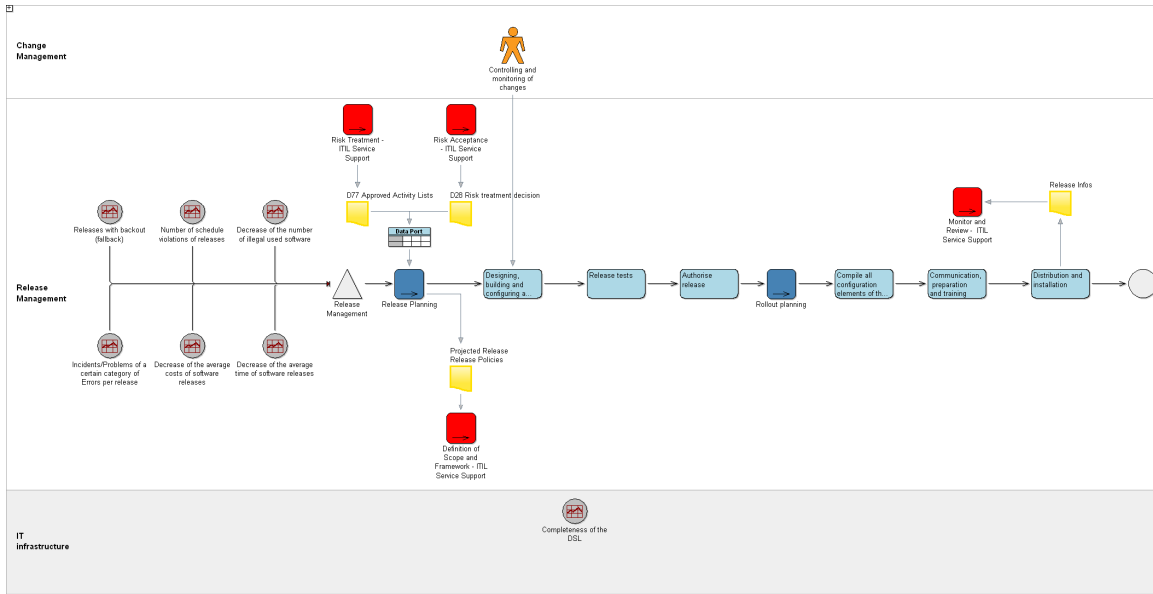 Change
Management
Controlling and
monitoring of
changes
Risk Treatment -
ITIL Service
Support
Risk Acceptance
- ITIL Service
Support
D77 Approved Activity Lists
D28 Risk treatment decision
Release Infos
Data Port
Monitor and
Review - ITIL
Service Support
Releases with backout
(fallback)
Number of schedule
violations of releases
Decrease of the number
of illegal used software
Release
Management
Release
Management
Release Planning
Designing,
building and
configuring a...
Release tests
Authorise
release
Rollout planning
Compile all
configuration
elements of th...
Communication,
preparation
and training
Distribution and
installation
Incidents/Problems of a
certain category of
Errors per release
Decrease of the average
costs of software
releases
Decrease of the average
time of software releases
Projected Release
Release Policies
Definition of
Scope and
Framework - ITIL
Service Support
IT
infrastructure
Completeness of the
DSL